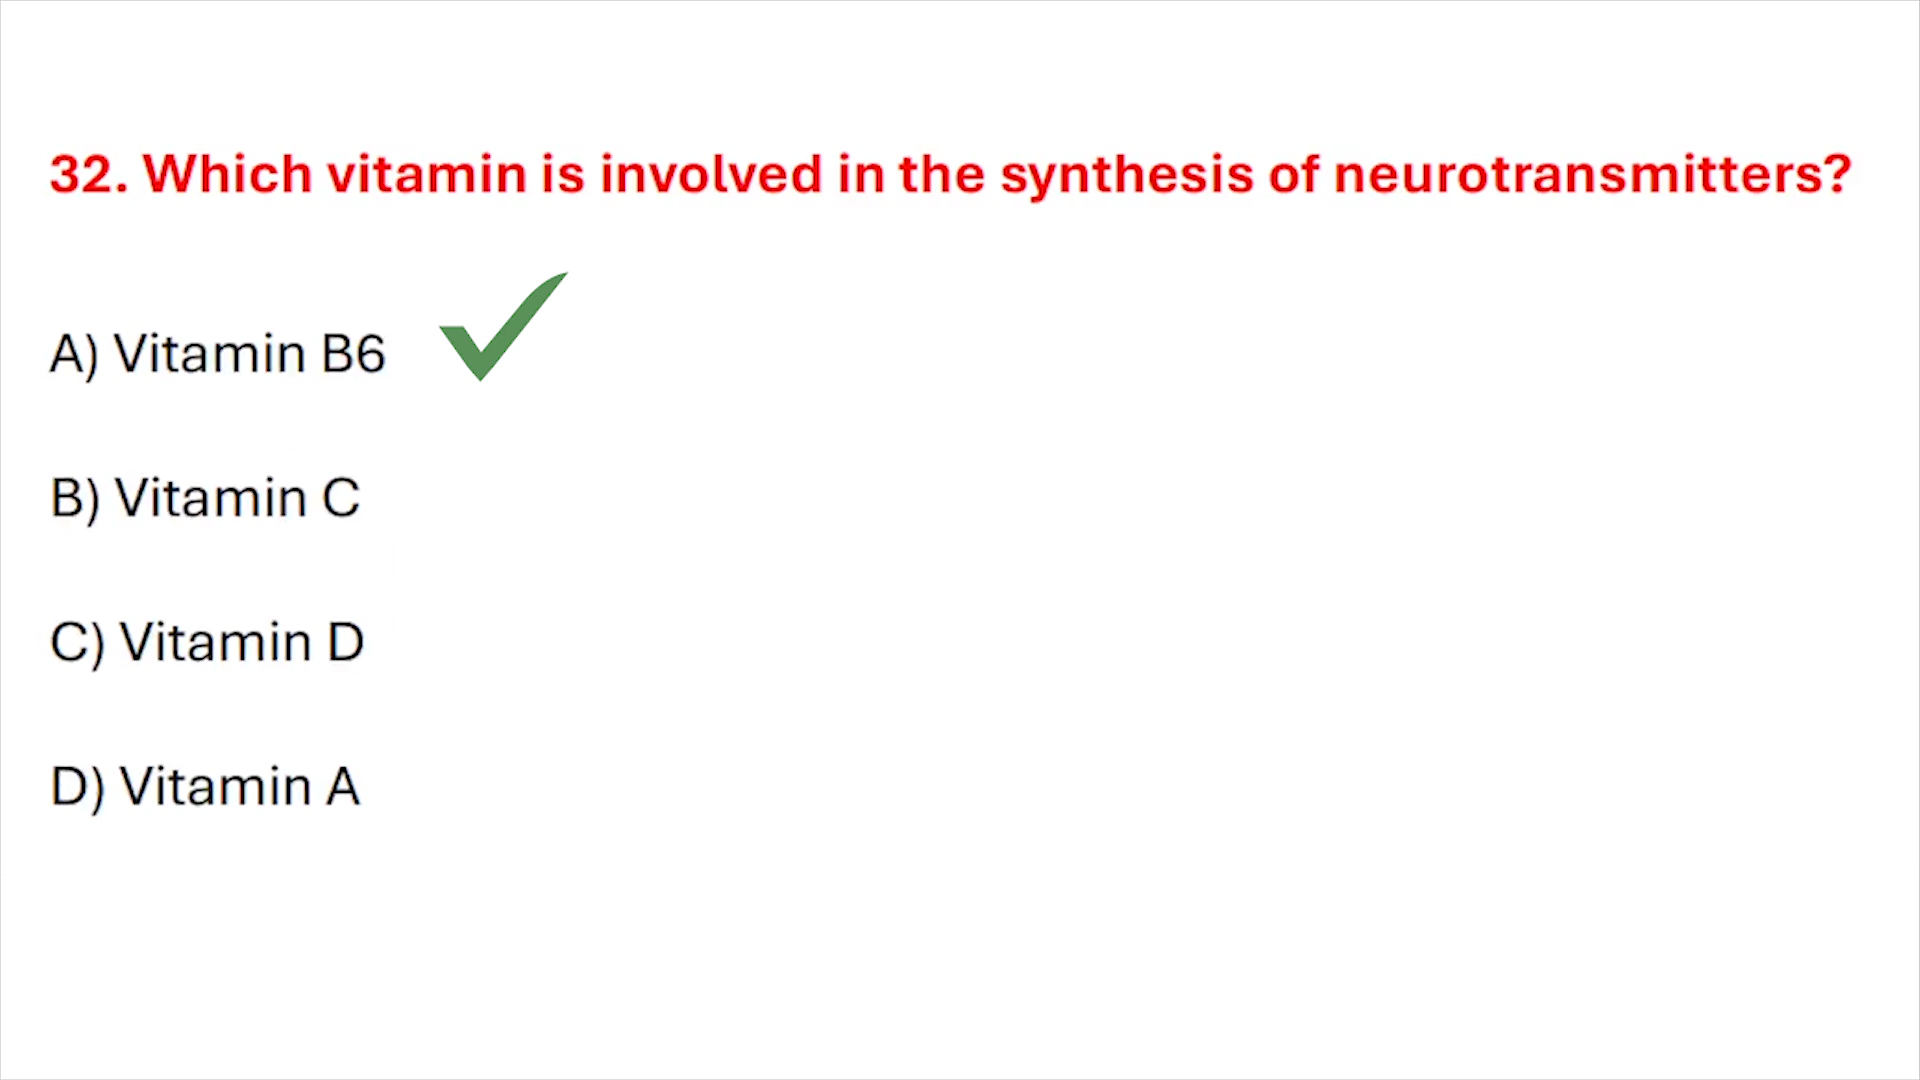 32. Which vitamin is involved in the synthesis of neurotransmitters?
A) Vitamin B6
B) Vitamin C
C) Vitamin D
D) Vitamin A